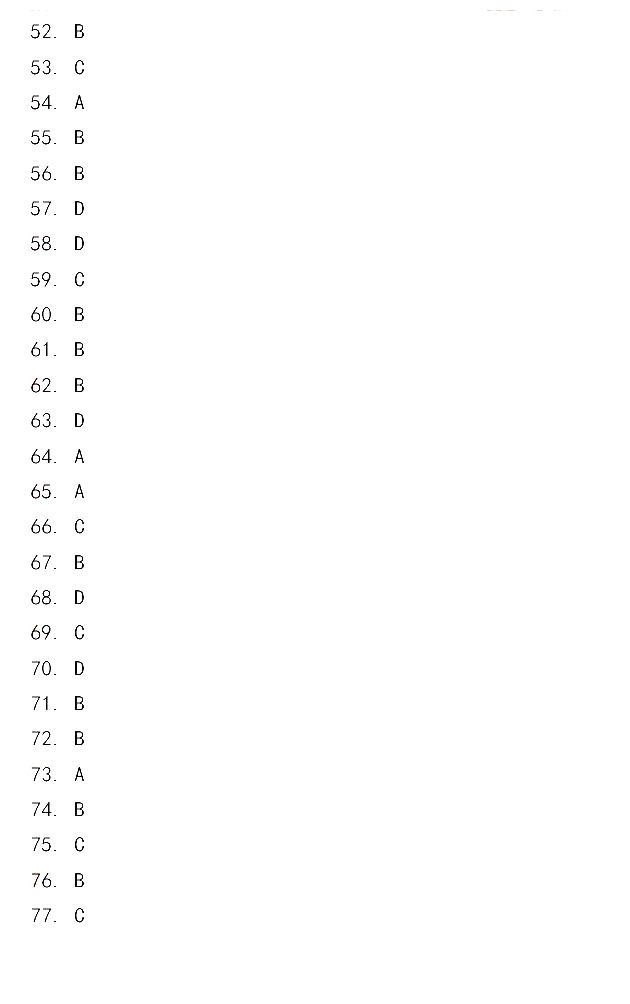 52. B
53. C
54. A
55. B
56. B
57. D
58. D
59. C
60. B
61. B
62. B
63. D
64. A
65. A
66. C
67. B
68. D
69. C
70. D
71. B
72. B
73. A
74. B
75. C
76. B
77. C